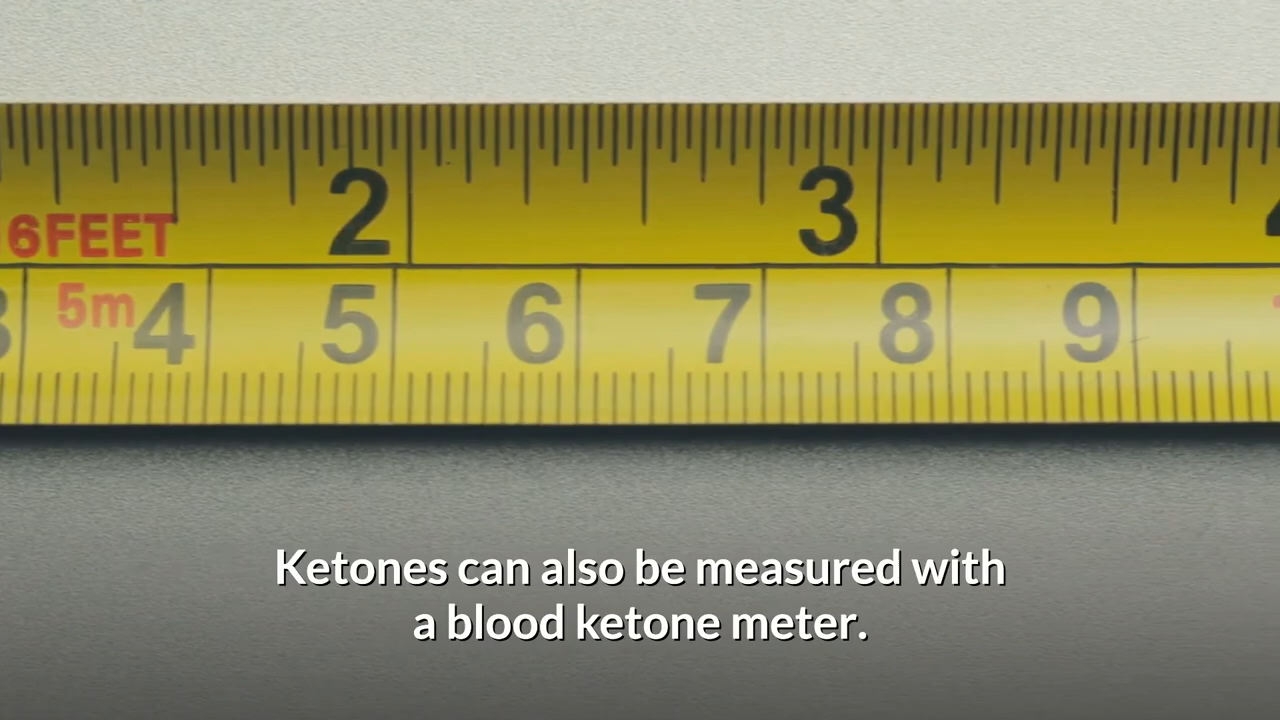 2 3
6FEET
5m 4 5 6 7 8 9
Ketones can also be measured with
a blood ketone meter.